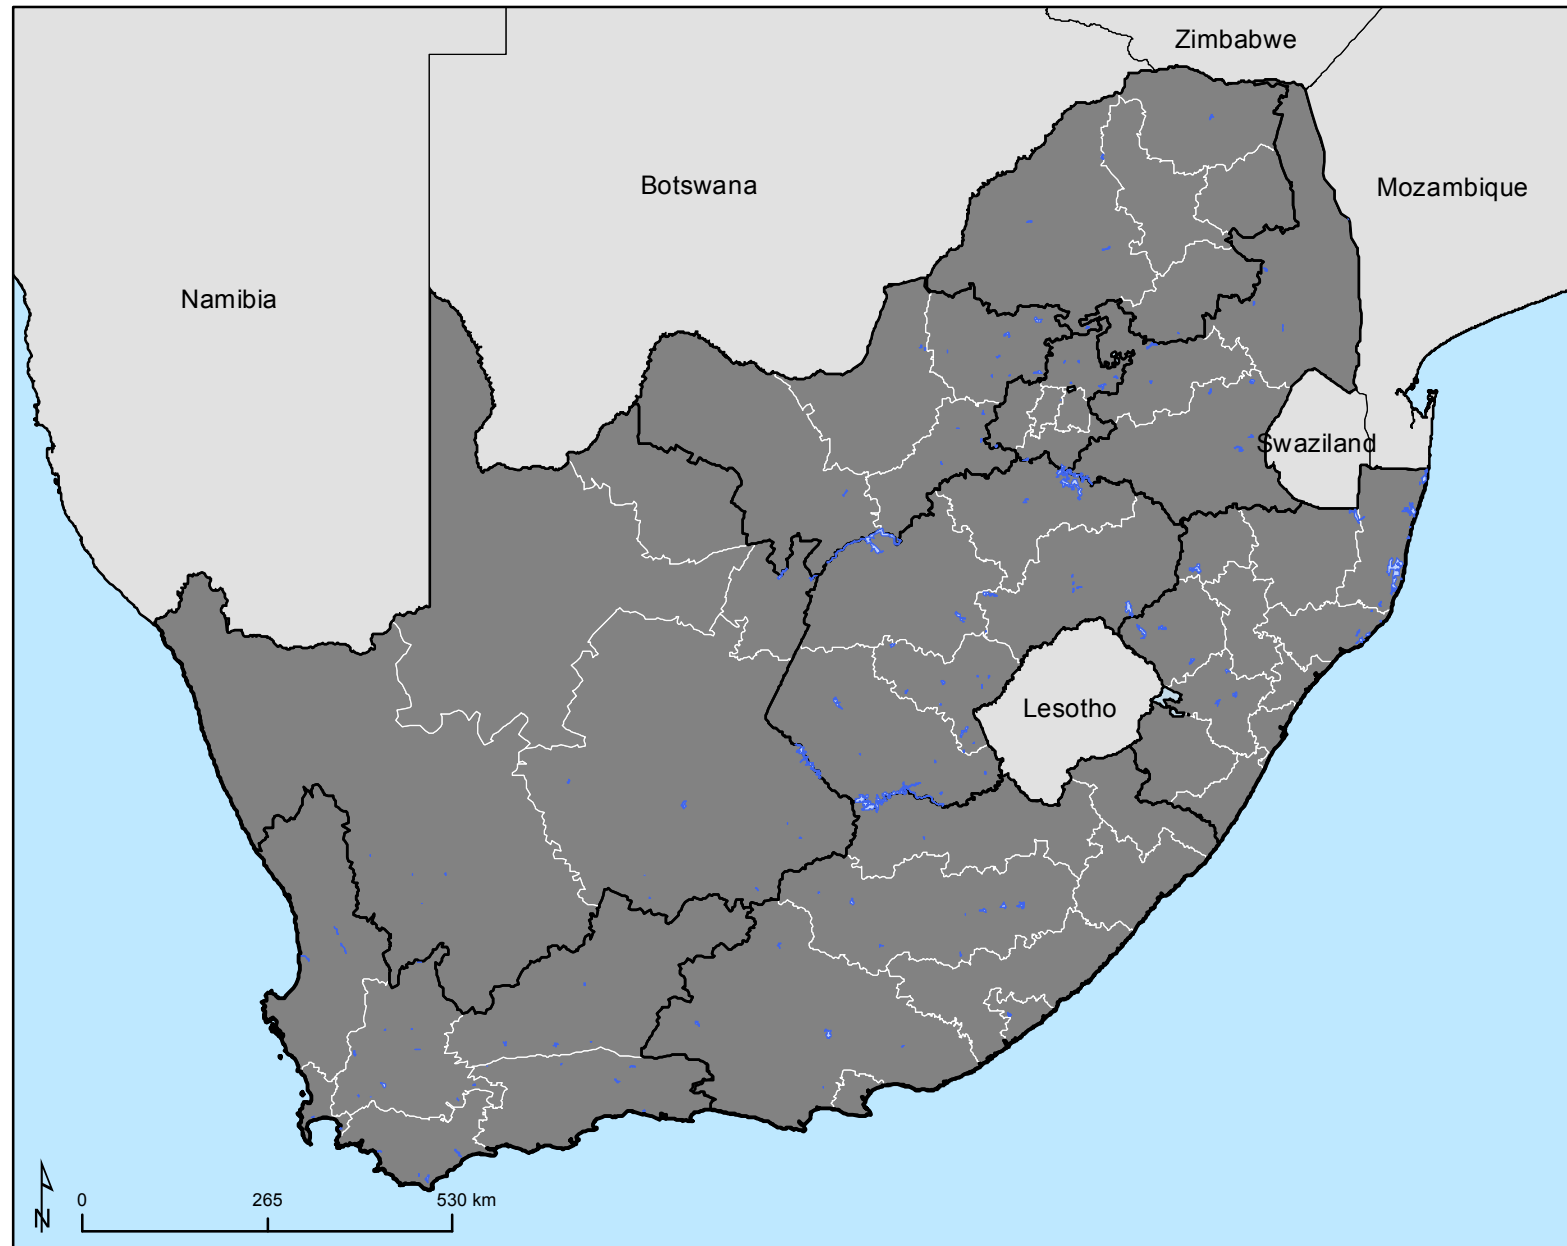 Zimbabwe
Botswana
Mozambique
Namibia
Swaziland
Lesotho
N
0 265 530 km